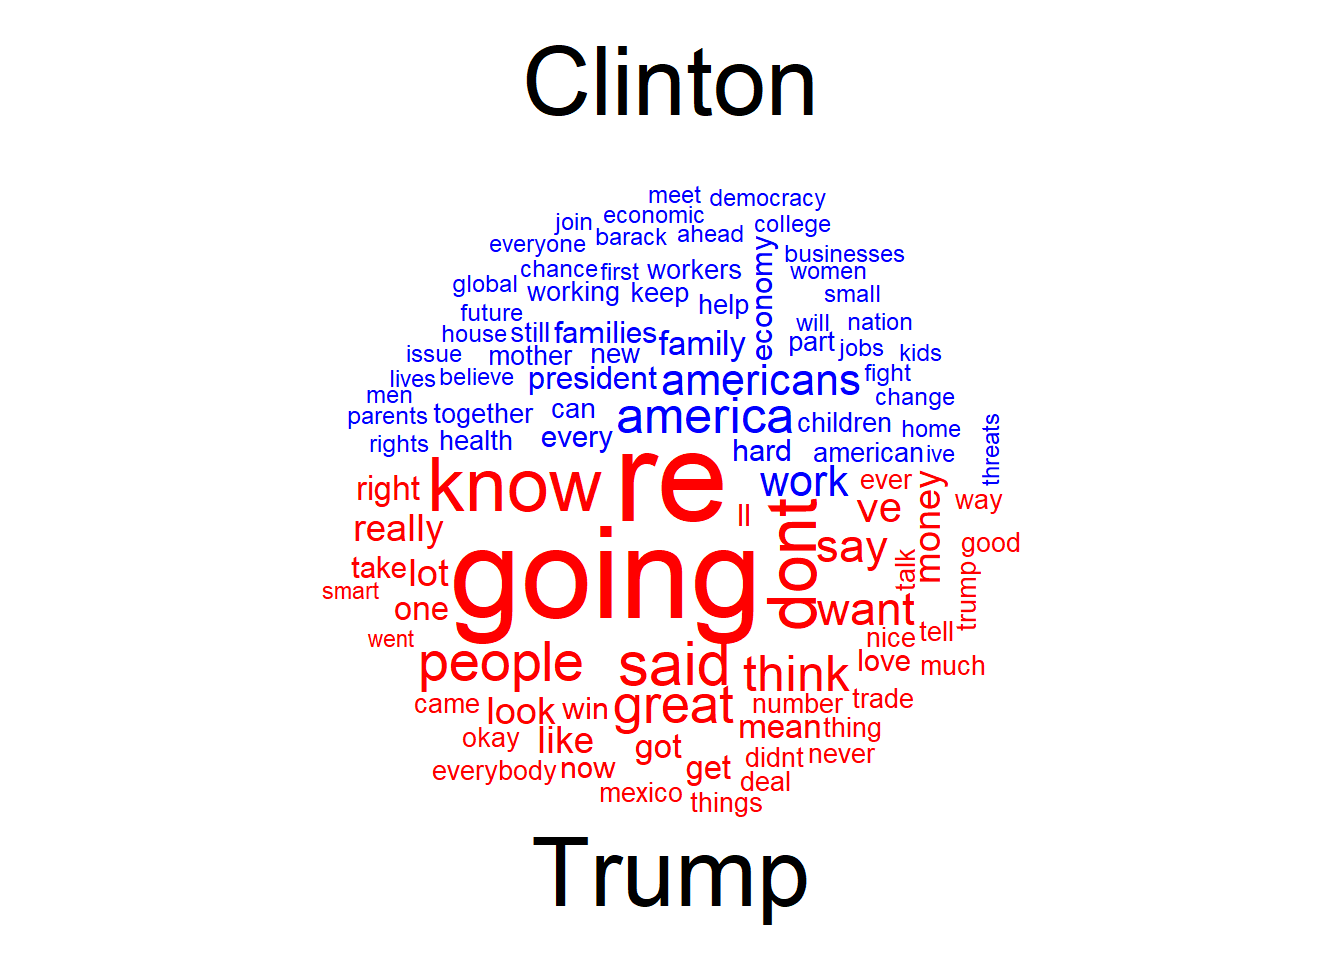 Clinton
meet democracy
join economic college
everyone barack ahead
businesses
chance first workers economy women
global working keep help small
future will nation
house still families family part jobs kids
issue mother new
lives believe president americans fight
men change
parents together can america children home
rights health every hard american ive threats
right know re work ever way
really ll dont ve money
say good
take lot going talk trump
smart one want
went nice tell
people said think love much
came look win great number trade
okay like got mean thing
everybody now get didnt never
mexico things deal
Trump